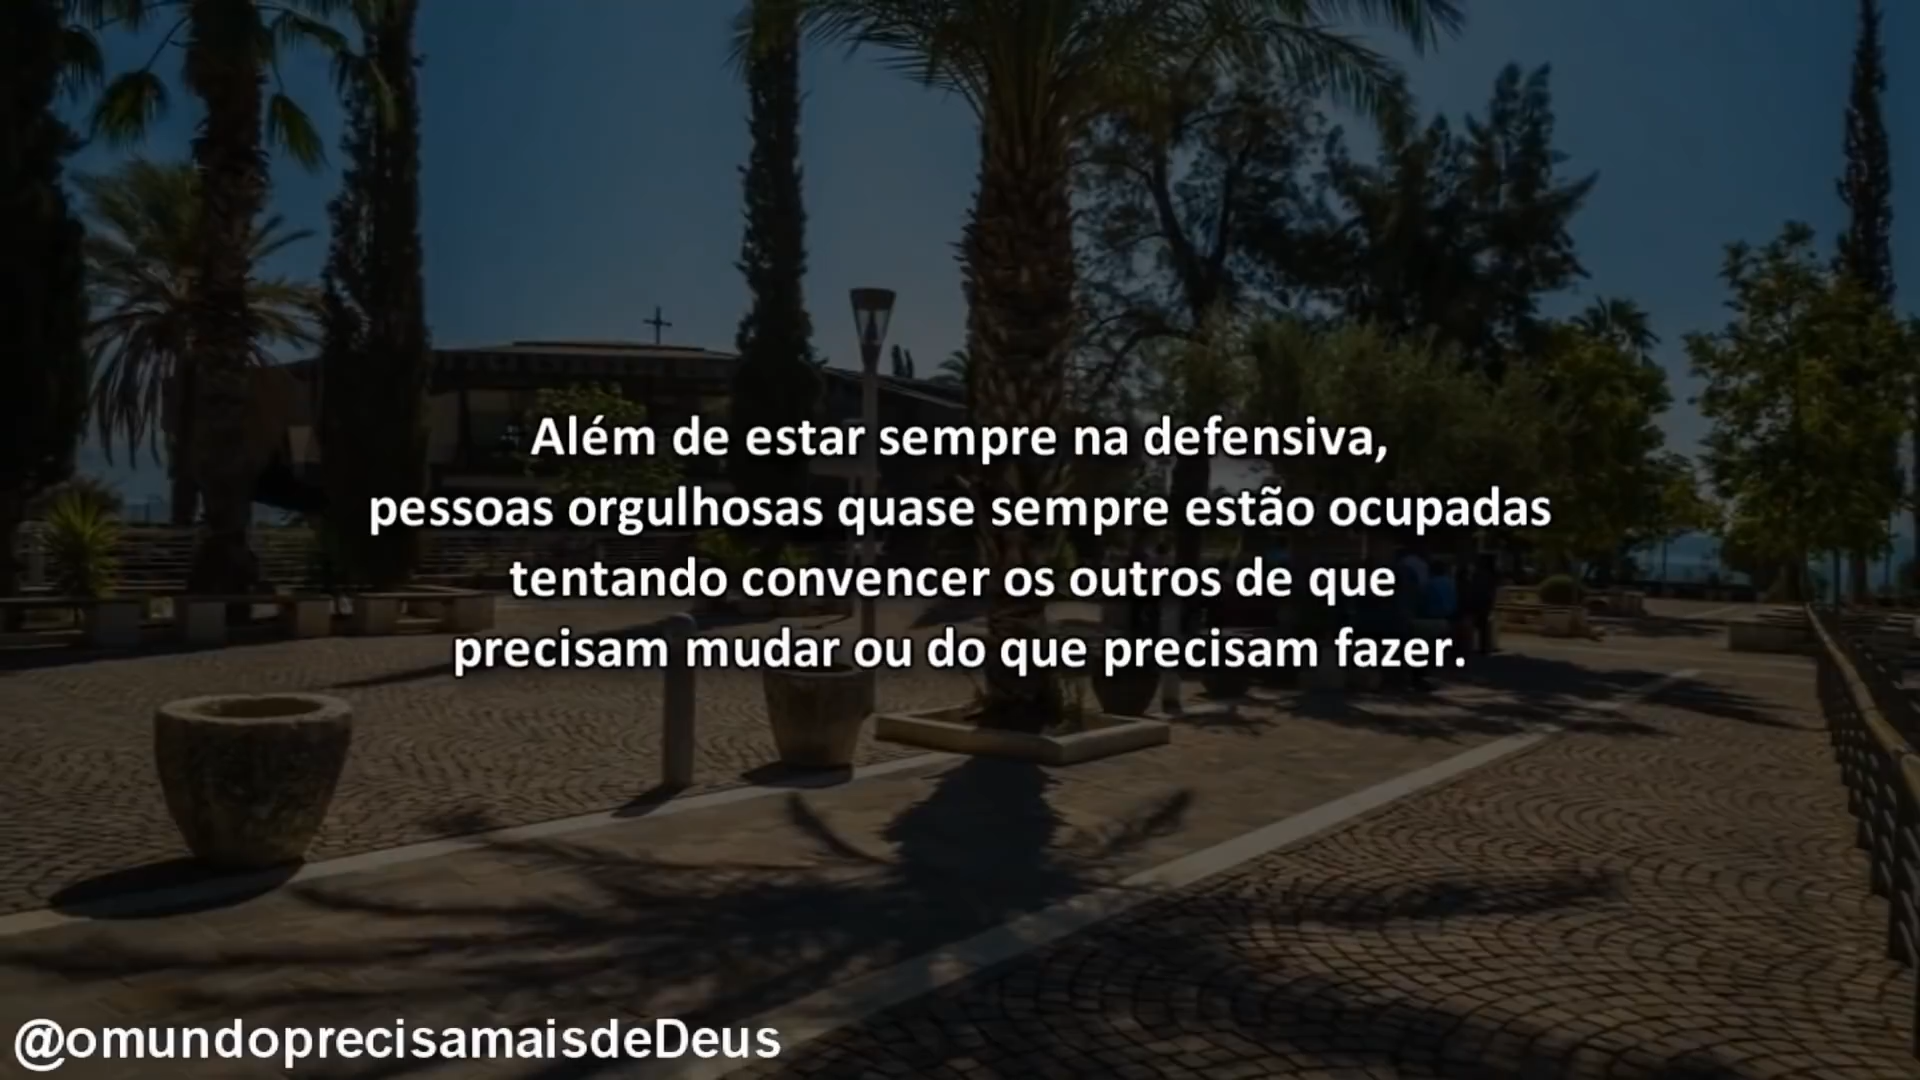 Além de estar sempre na defensiva,
pessoas orgulhosas quase sempre estão ocupadas
tentando convencer os outros de que
precisam mudar ou do que precisam fazer.
@omundoprecisamaisdeDeus